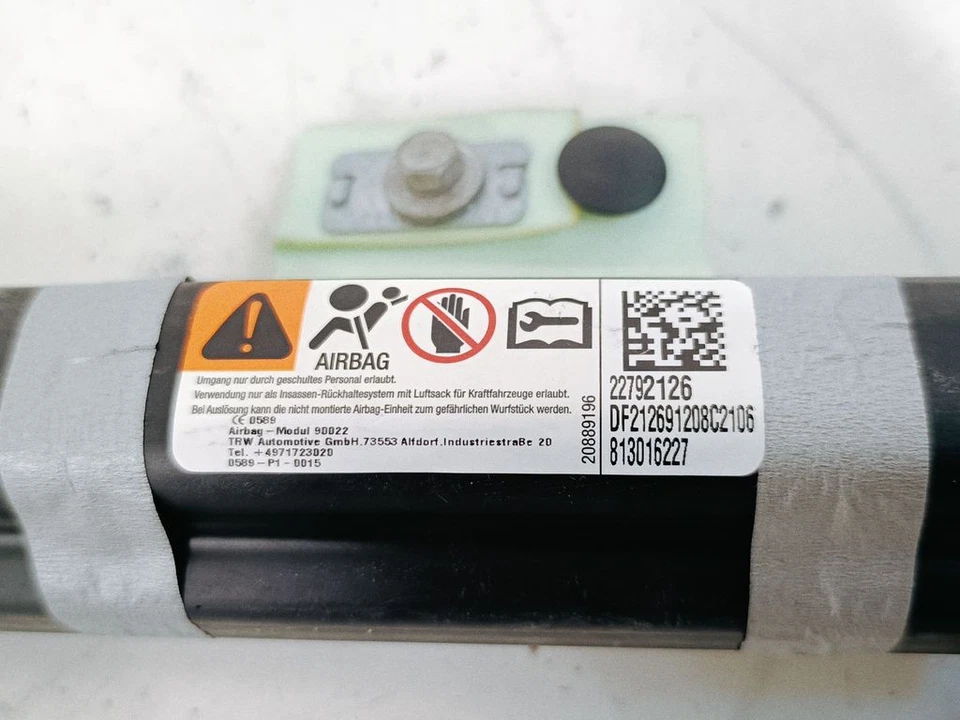 AIRBAG
Umgang nur durch geschultes Personal erlaubt.
Verwendung nur als Insassen-Rückhaltesystem mit Luftsack für Kraftfahrzeuge erlaubt.
Bei Auslösung kann die nicht montierte Airbag-Einheit zum gefährlichen Wurfstück werden.
CE 0589
Airbag-Modul 90022
TRW Automotive GmbH.73553 Alfdorf.Industriestraße 20
Tel. +4971723020
0589-P1-0015
20889196
22792126
DF212691208C2106
813016227